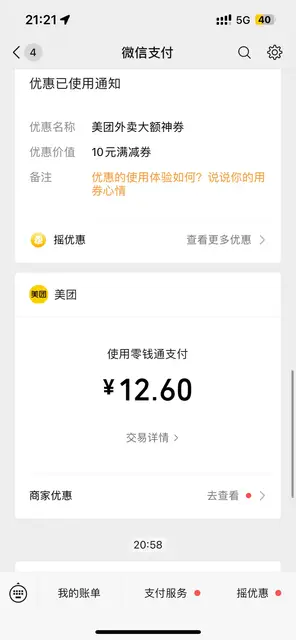 21:21
5G
40
4
微信支付
优惠已使用通知
优惠名称 美团外卖大额神券
优惠价值 10元满减券
备注 优惠的使用体验如何？说说你的用
券心情
摇优惠 查看更多优惠
美团 美团
使用零钱通支付
¥12.60
交易详情
商家优惠 去查看
20:58
我的账单 支付服务 摇优惠